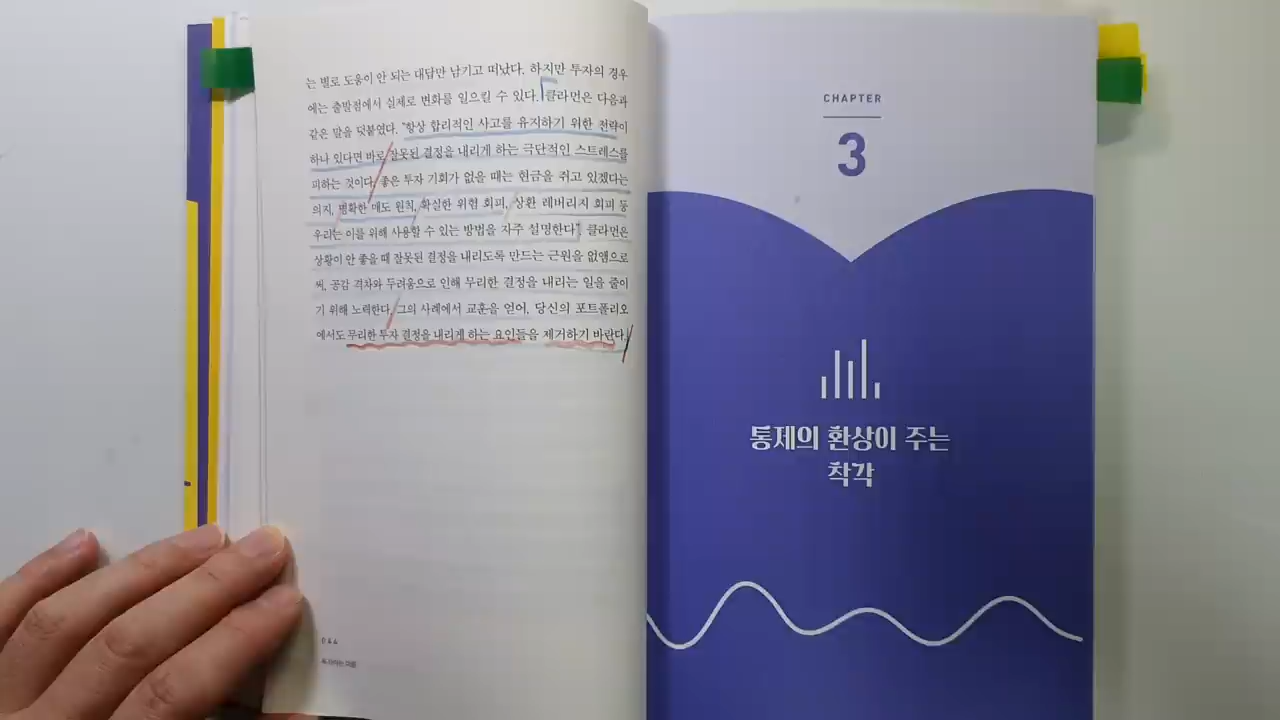 는 별로 도움이 안 되는 대답만 남기고 떠났다. 하지만 투자의 경우
에는 출발점에서 실제로 변화를 일으킬 수 있다. 클라먼은 다음과
같은 말을 덧붙였다. "항상 합리적인 사고를 유지하기 위한 전략이
하나 있다면 바로 잘못된 결정을 내리게 하는 극단적인 스트레스를
피하는 것이다. 좋은 투자 기회가 없을 때는 현금을 쥐고 있겠다는
의지, 명확한 매도 원칙, 확실한 위험 회피, 상환 레버리지 회피 등
우리는 이를 위해 사용할 수 있는 방법을 자주 설명한다". 클라먼은
상황이 안 좋을 때 잘못된 결정을 내리도록 만드는 근원을 없앰으로
써, 공감 격차와 두려움으로 인해 무리한 결정을 내리는 일을 줄이
기 위해 노력한다. 그의 사례에서 교훈을 얻어, 당신의 포트폴리오
에서도 무리한 투자 결정을 내리게 하는 요인들을 제거하기 바란다.
044
CHAPTER
3
통제의 환상이 주는
착각